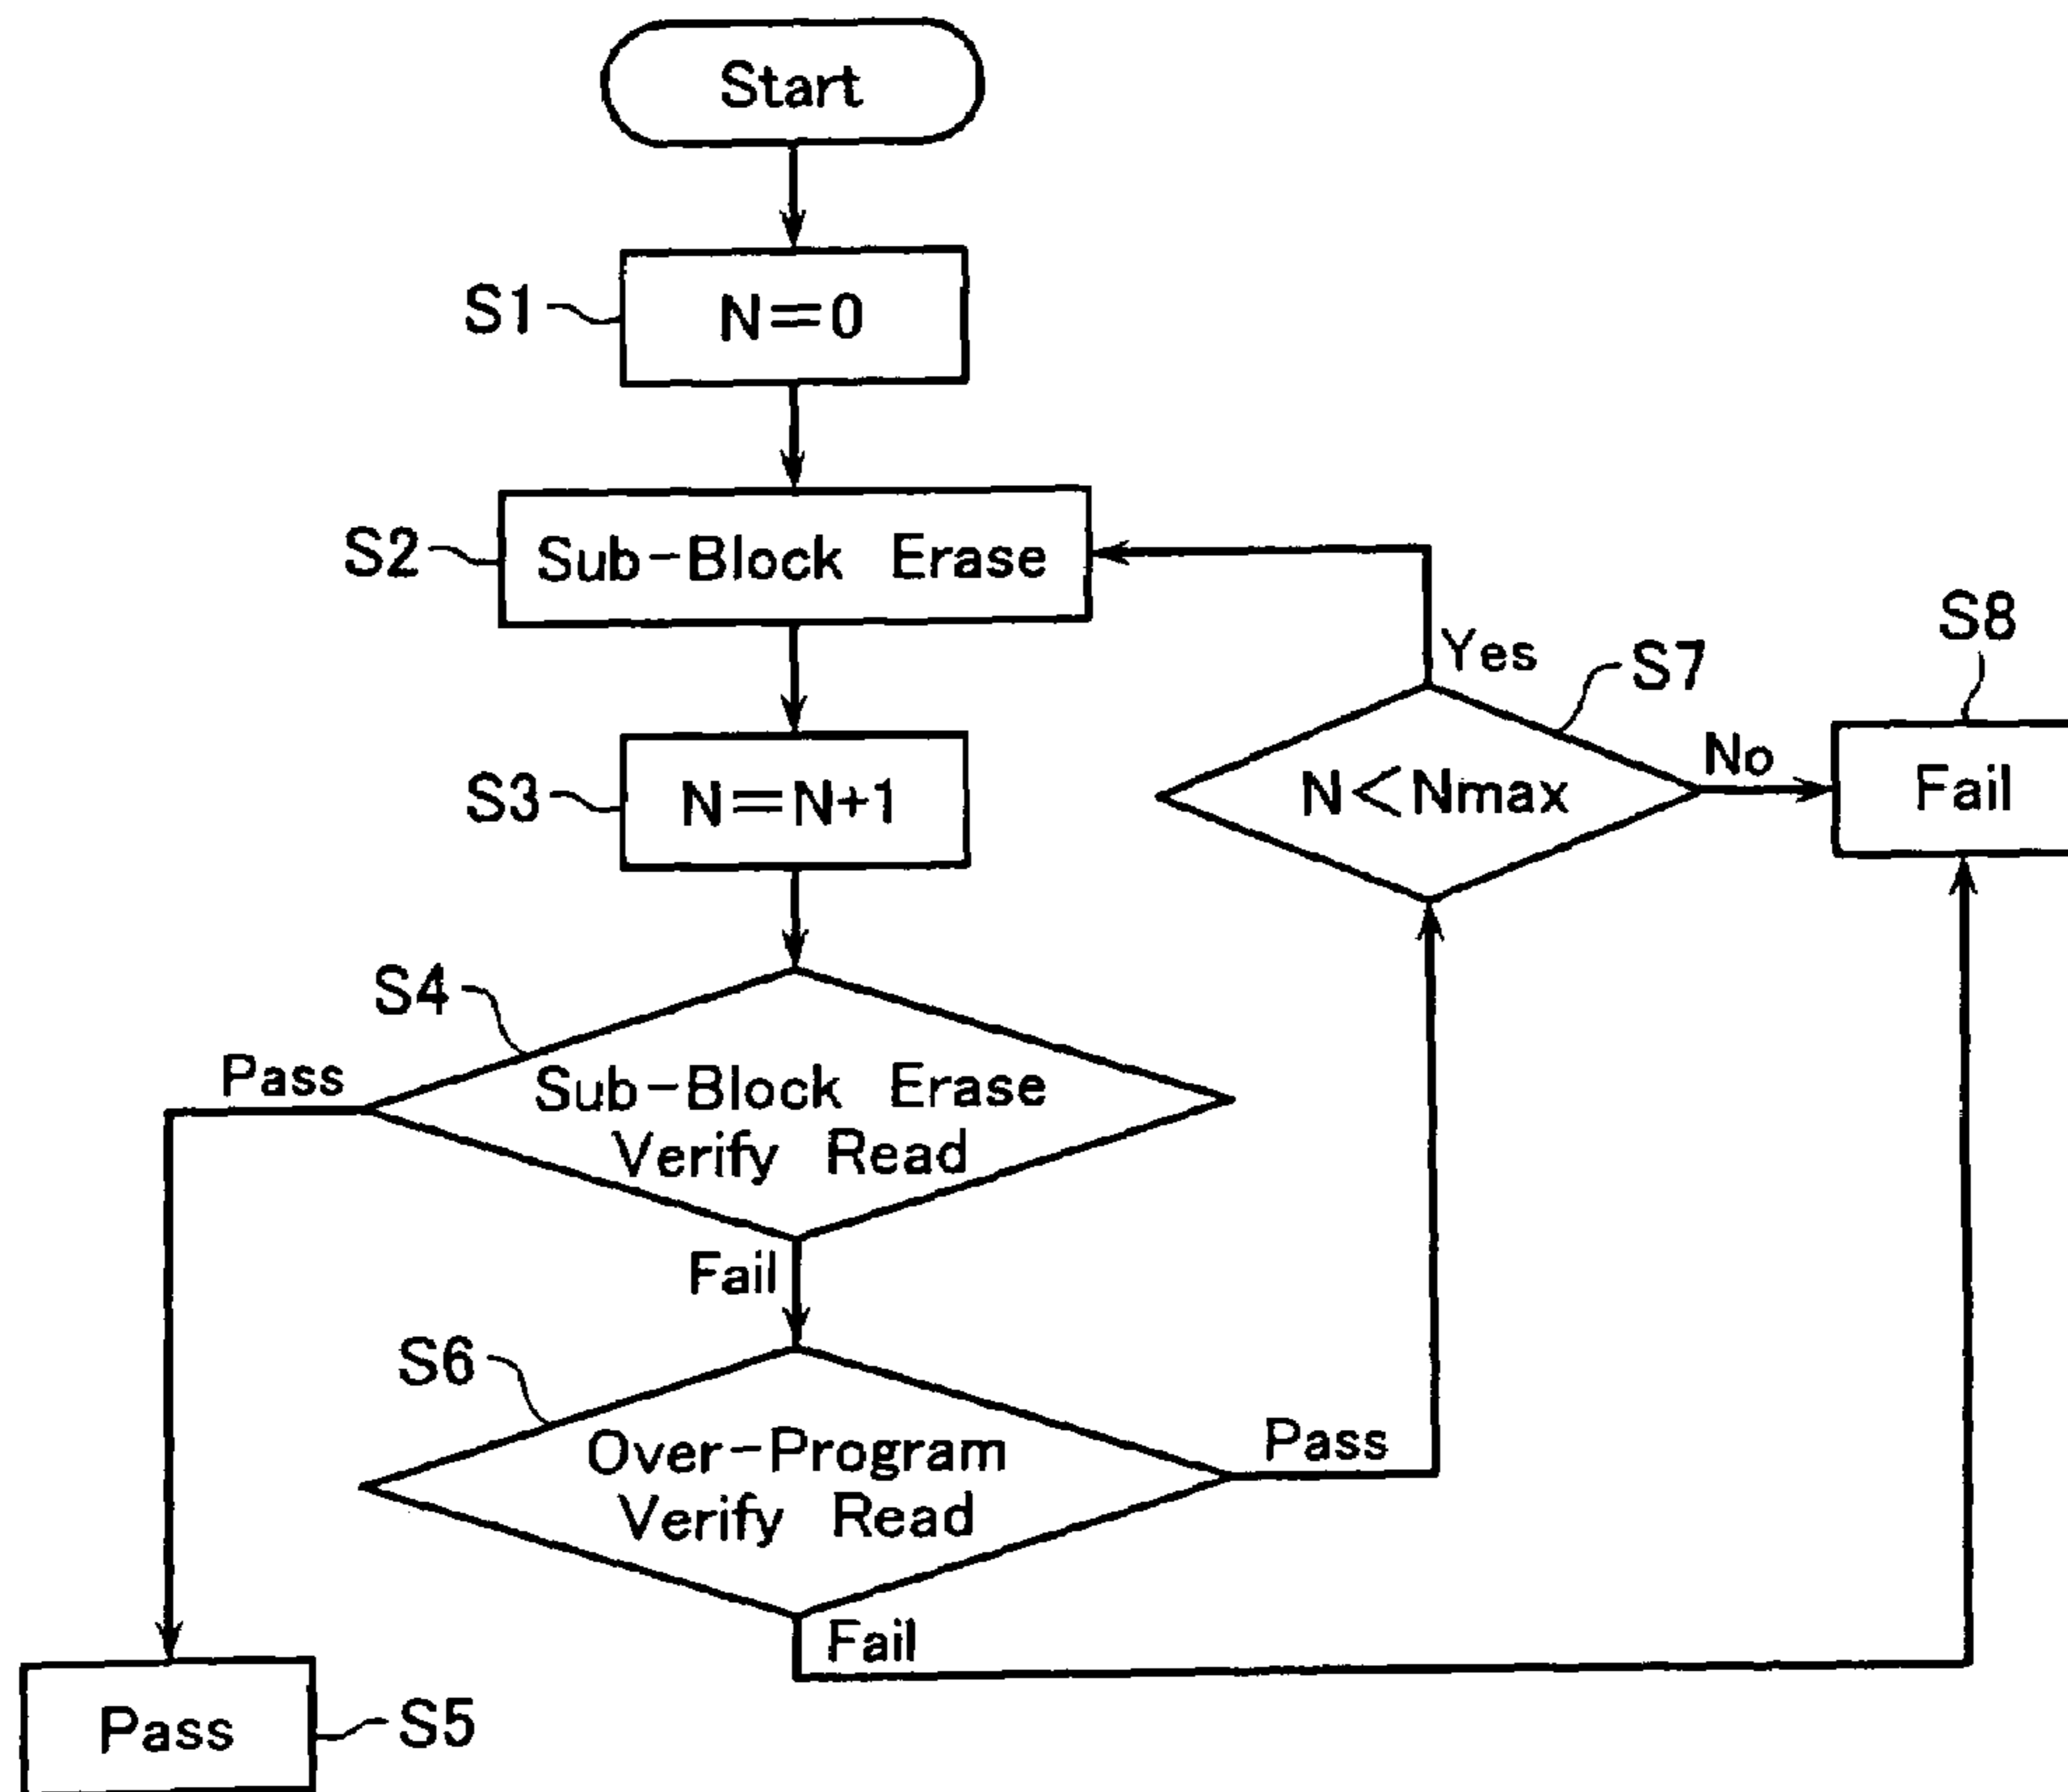 Start
S1
N=0
S2
Sub-Block Erase
S3
N=N+1
S4
Sub-Block Erase
Verify Read
Pass
Fail
S6
Over-Program
Verify Read
Pass
Fail
Pass
S5
Yes
S7
N<Nmax
No
S8
Fail